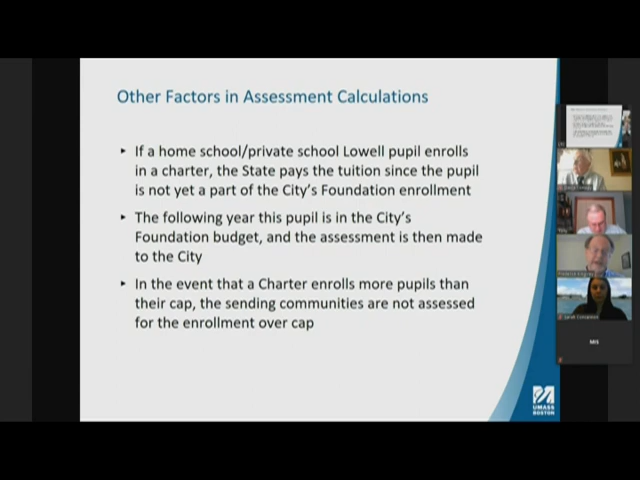 Other Factors in Assessment Calculations
▸ If a home school/private school Lowell pupil enrolls
in a charter, the State pays the tuition since the pupil
is not yet a part of the City's Foundation enrollment
▸ The following year this pupil is in the City's
Foundation budget, and the assessment is then made
to the City
▸ In the event that a Charter enrolls more pupils than
their cap, the sending communities are not assessed
for the enrollment over cap
UMASS
BOSTON
MIS